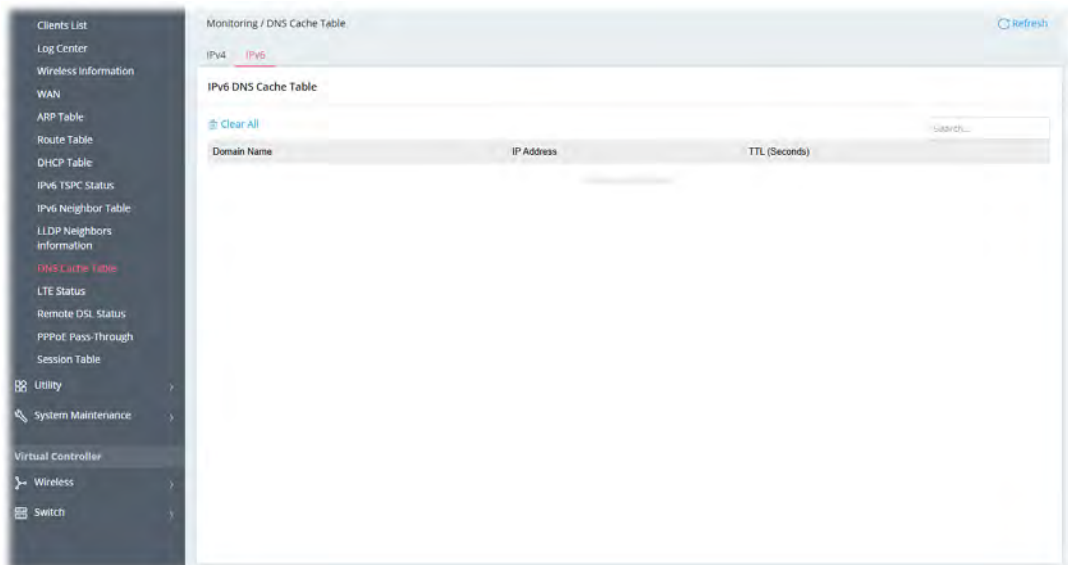 Clients List
Log Center
Wireless Information
WAN
ARP Table
Route Table
DHCP Table
IPv6 TSPC Status
IPv6 Neighbor Table
LLDP Neighbors
Information
DNS Cache Table
LTE Status
Remote DSL Status
PPPoE Pass-Through
Session Table
Utility
System Maintenance
Virtual Controller
Wireless
Switch
Monitoring / DNS Cache Table
Refresh
IPv4 IPv6
IPv6 DNS Cache Table
Clear All
Search...
Domain Name IP Address TTL (Seconds)